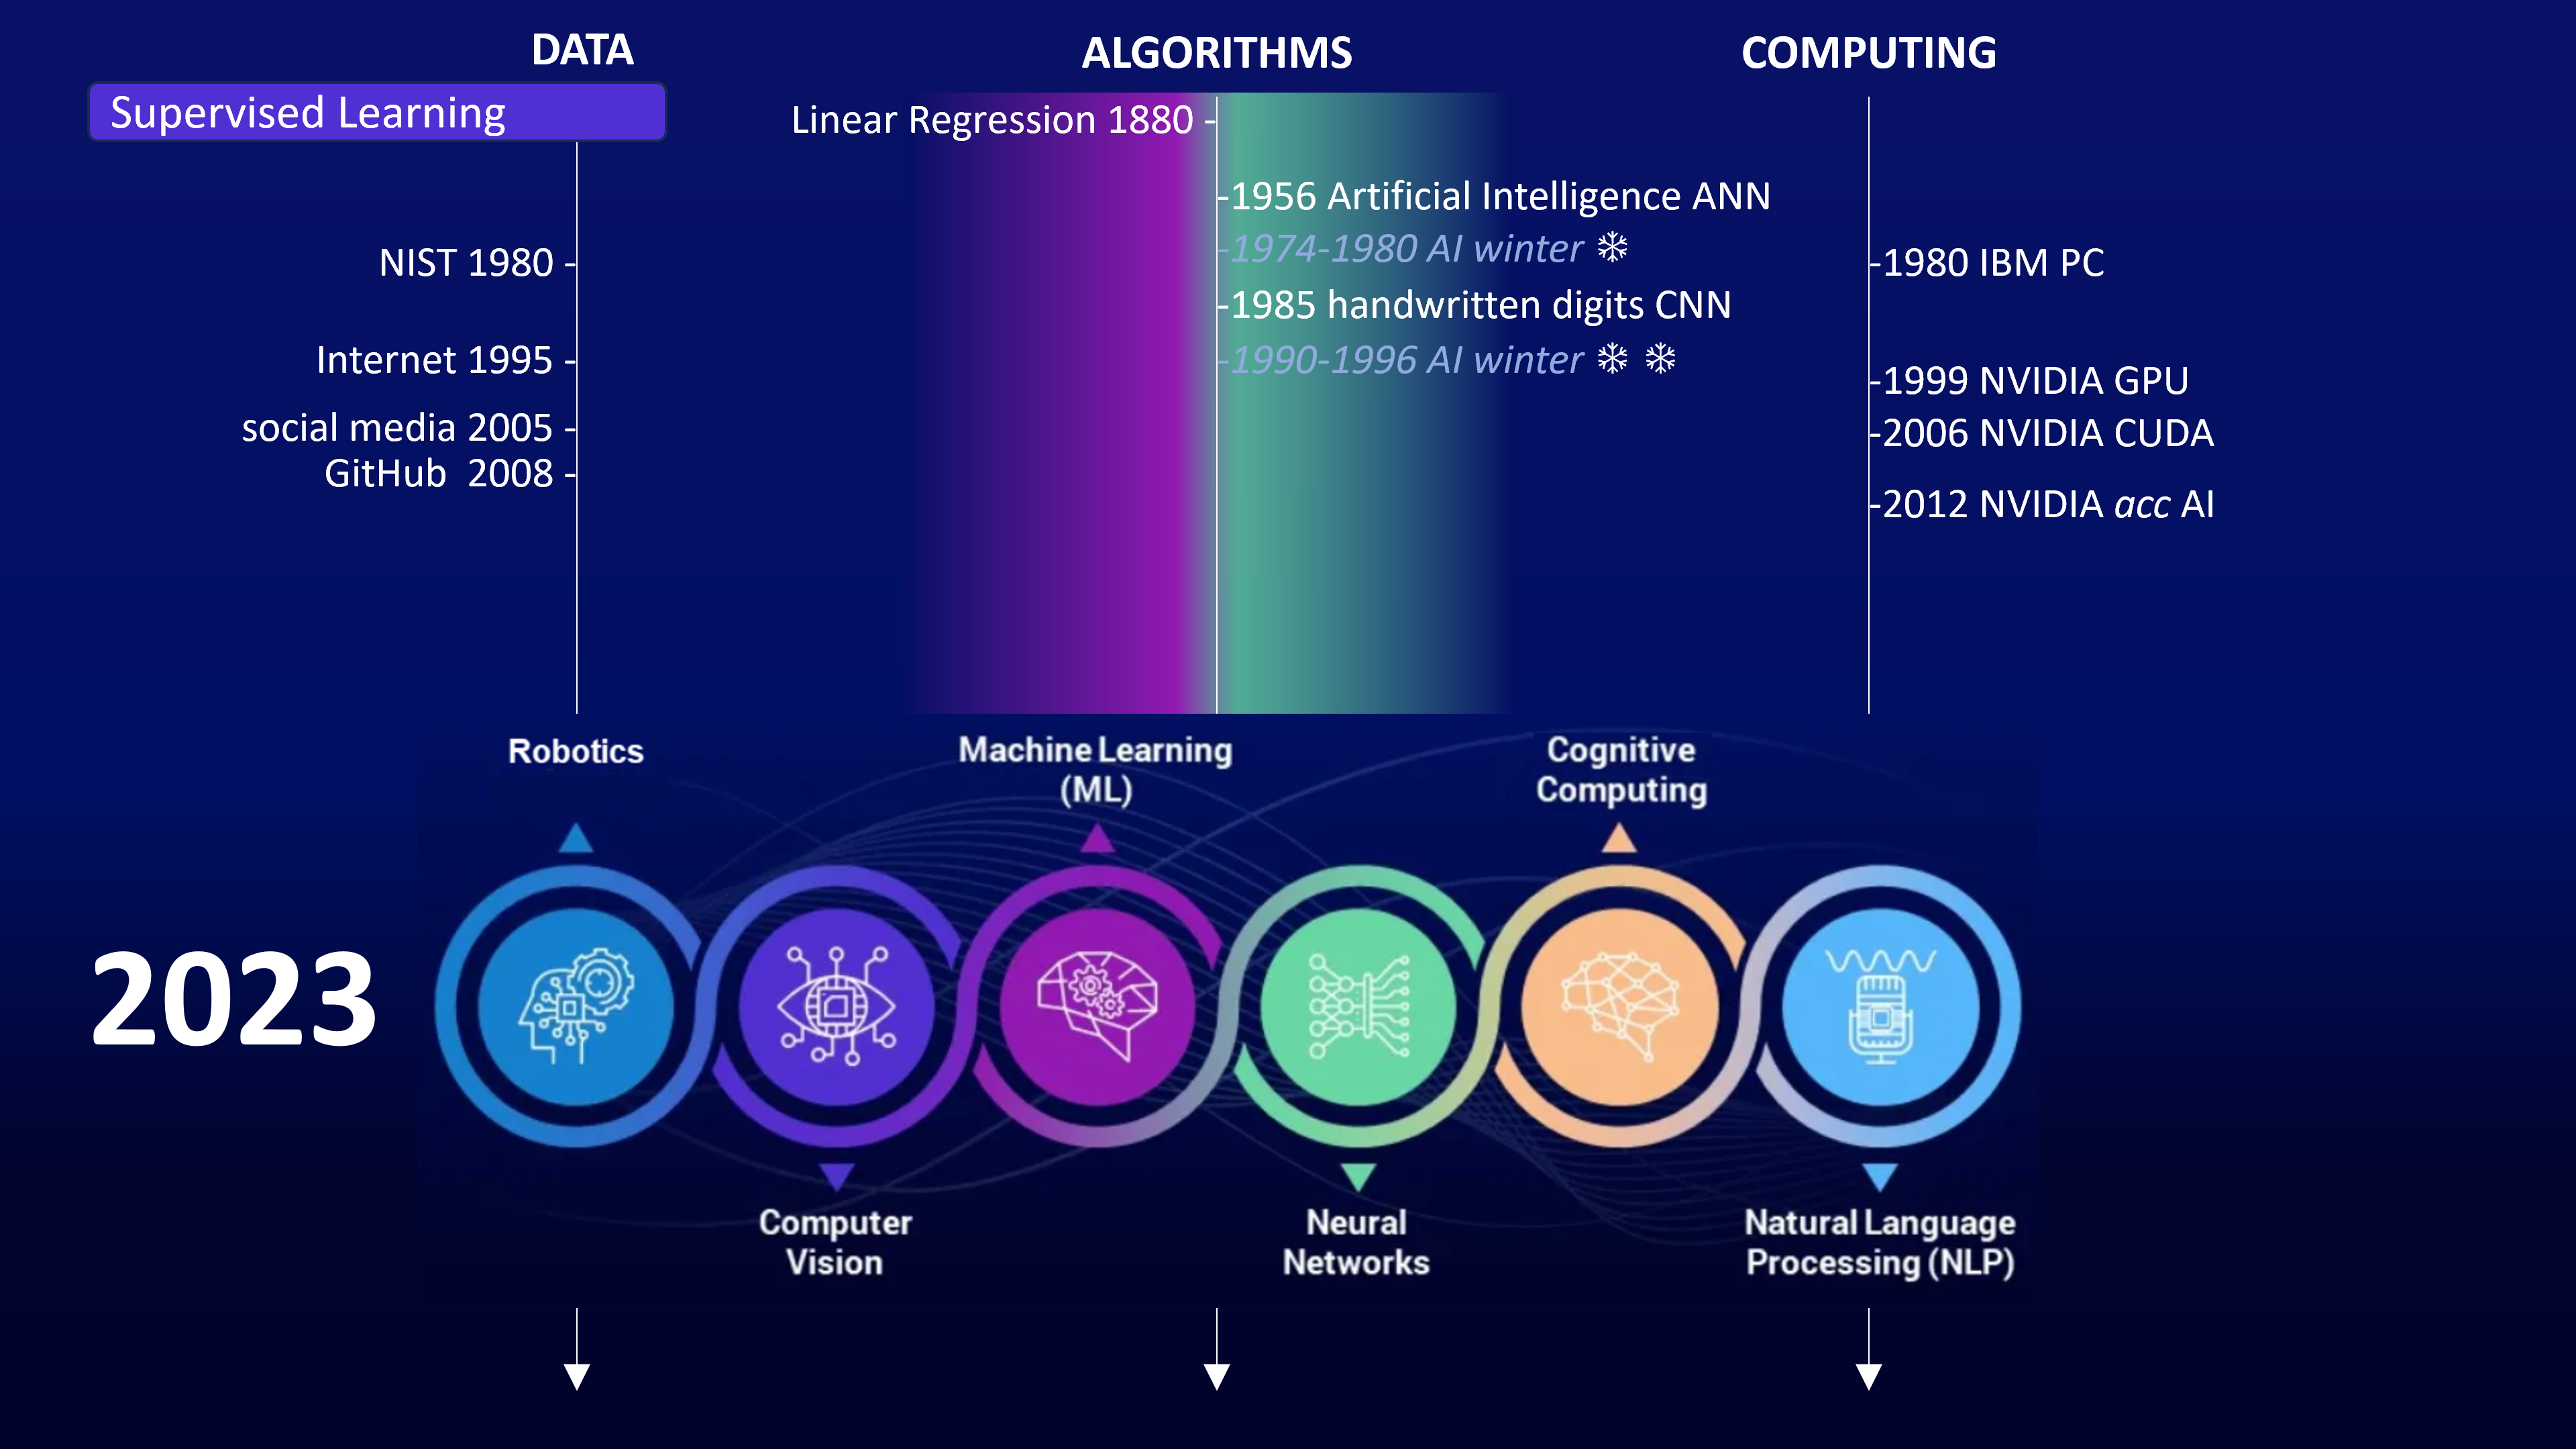 DATA
ALGORITHMS
COMPUTING
Supervised Learning
Linear Regression 1880 -
-1956 Artificial Intelligence ANN
-1974-1980 AI winter ❄
NIST 1980 -
-1980 IBM PC
-1985 handwritten digits CNN
Internet 1995 -
-1990-1996 AI winter ❄ ❄
-1999 NVIDIA GPU
social media 2005 -
-2006 NVIDIA CUDA
GitHub 2008 -
-2012 NVIDIA acc AI
Robotics
Machine Learning
(ML)
Cognitive
Computing
2023
Computer
Vision
Neural
Networks
Natural Language
Processing (NLP)